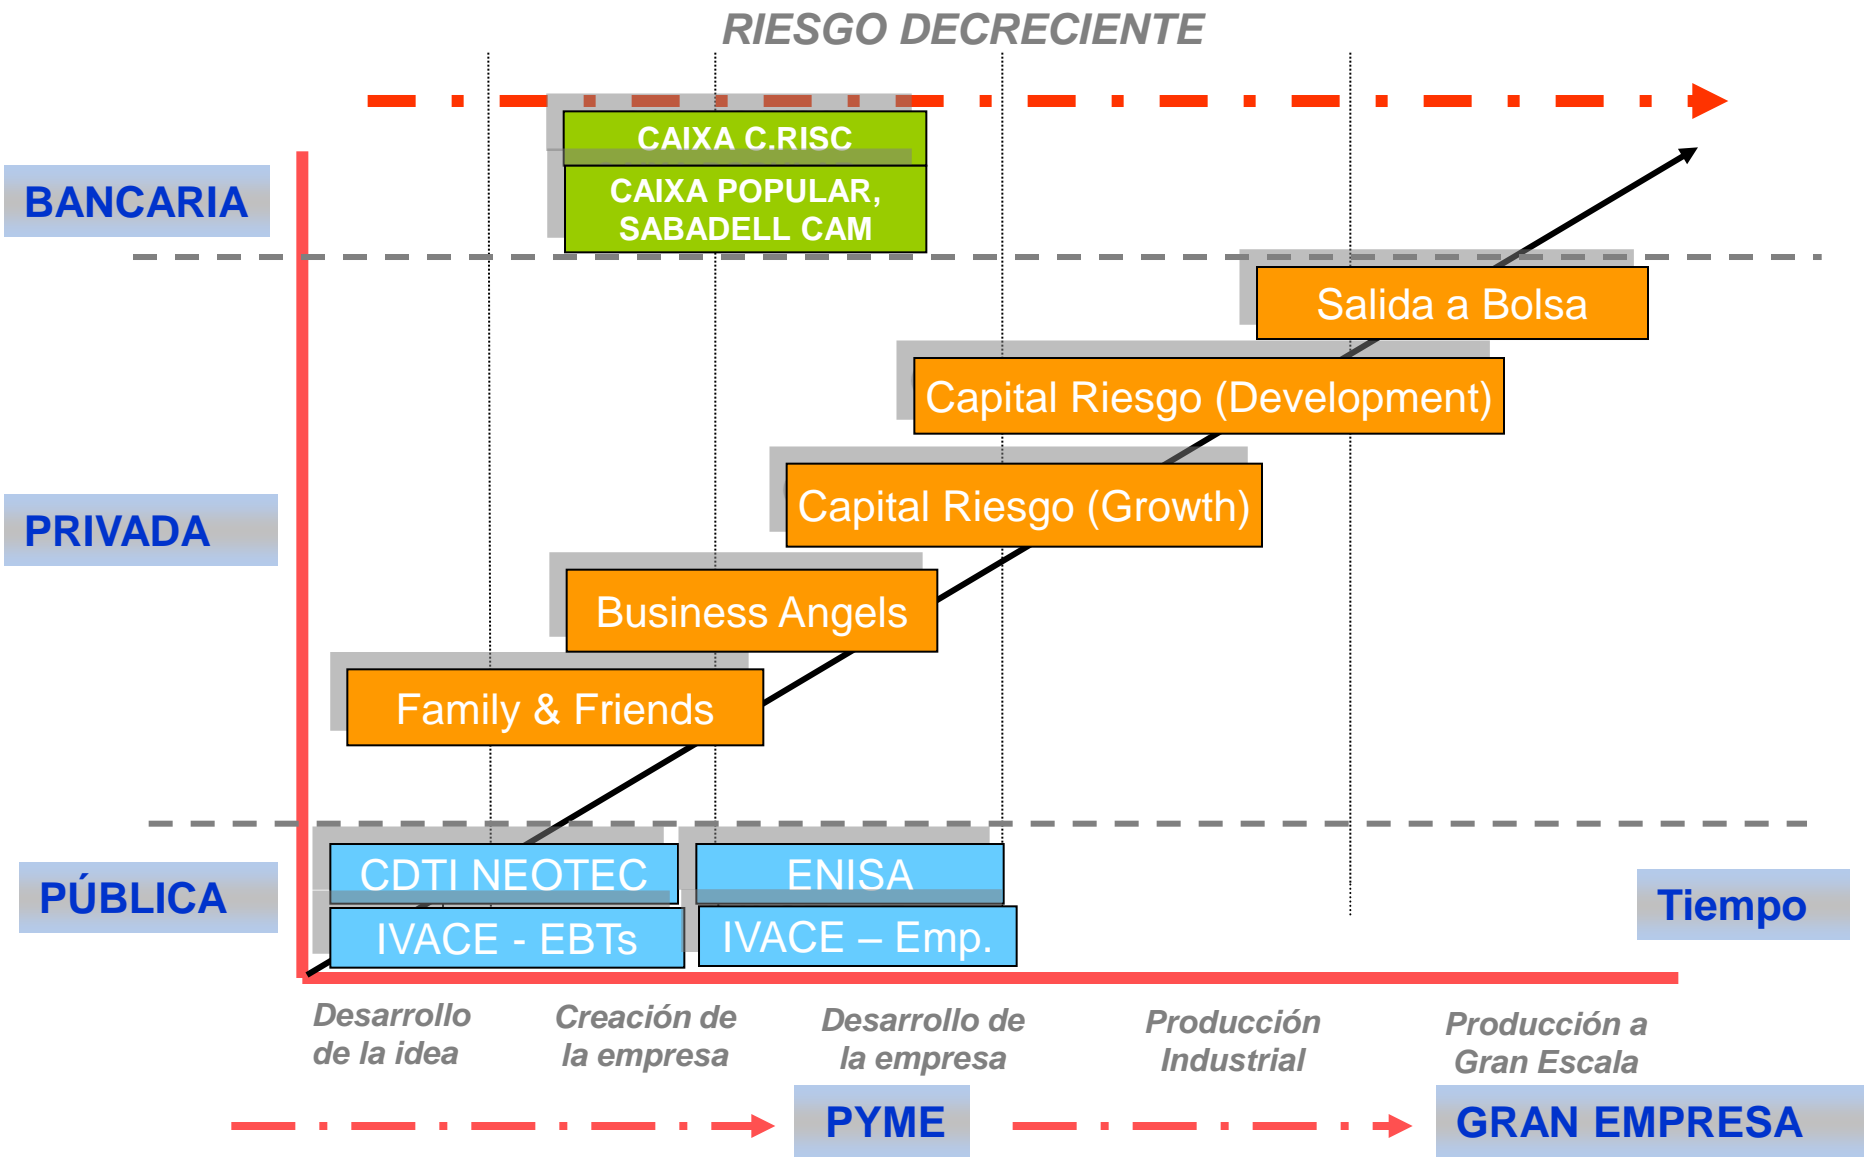 RIESGO DECRECIENTE
CAIXA C.RISC
BANCARIA
CAIXA POPULAR,
SABADELL CAM
Salida a Bolsa
Capital Riesgo (Development)
PRIVADA
Capital Riesgo (Growth)
Business Angels
Family & Friends
PÚBLICA
CDTI NEOTEC
ENISA
IVACE - EBTs
IVACE – Emp.
Tiempo
Desarrollo
de la idea
Creación de
la empresa
Desarrollo de
la empresa
Producción
Industrial
Producción a
Gran Escala
PYME
GRAN EMPRESA